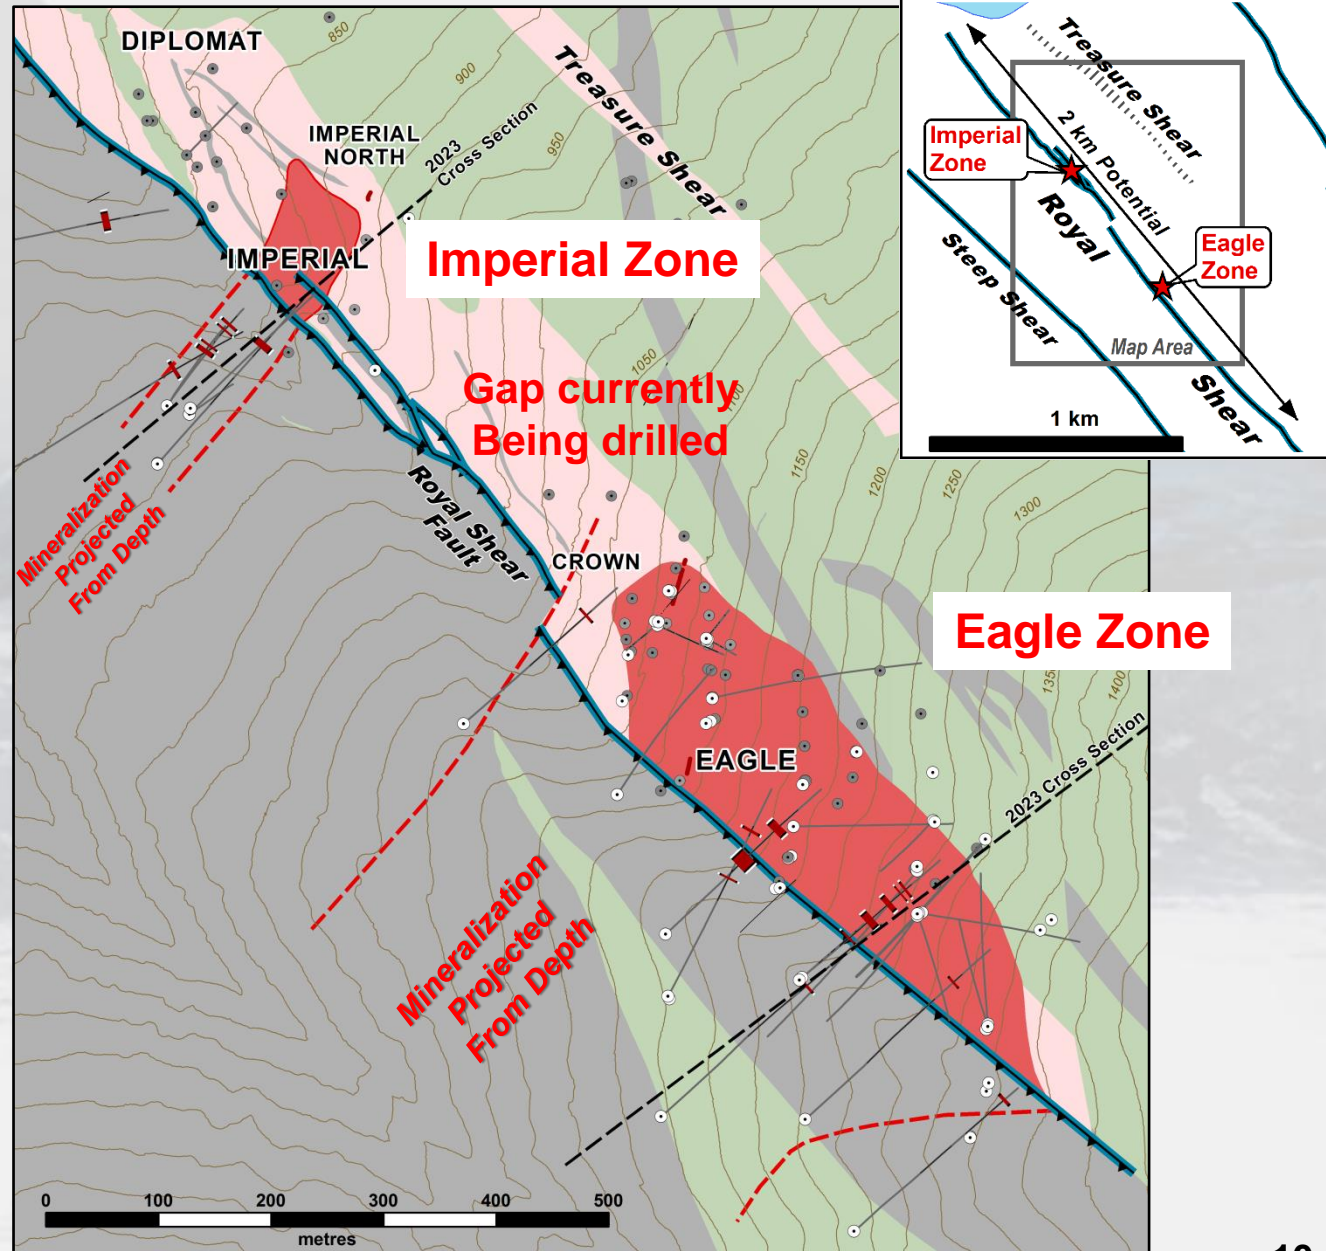 DIPLOMAT
850
900
950
IMPERIAL
NORTH
2023
Cross Section
Treasure Shear
IMPERIAL
Imperial Zone
Gap currently
Being drilled
1050
1100
1150
1200
1250
1300
1350
1400
Mineralization
Projected
From Depth
Royal Shear
Fault
CROWN
Eagle Zone
EAGLE
2023 Cross Section
Mineralization
Projected
From Depth
0 100 200 300 400 500
metres
Treasure Shear
2 km Potential
Imperial
Zone
Royal
Shear
Eagle
Zone
Steep Shear
Map Area
1 km